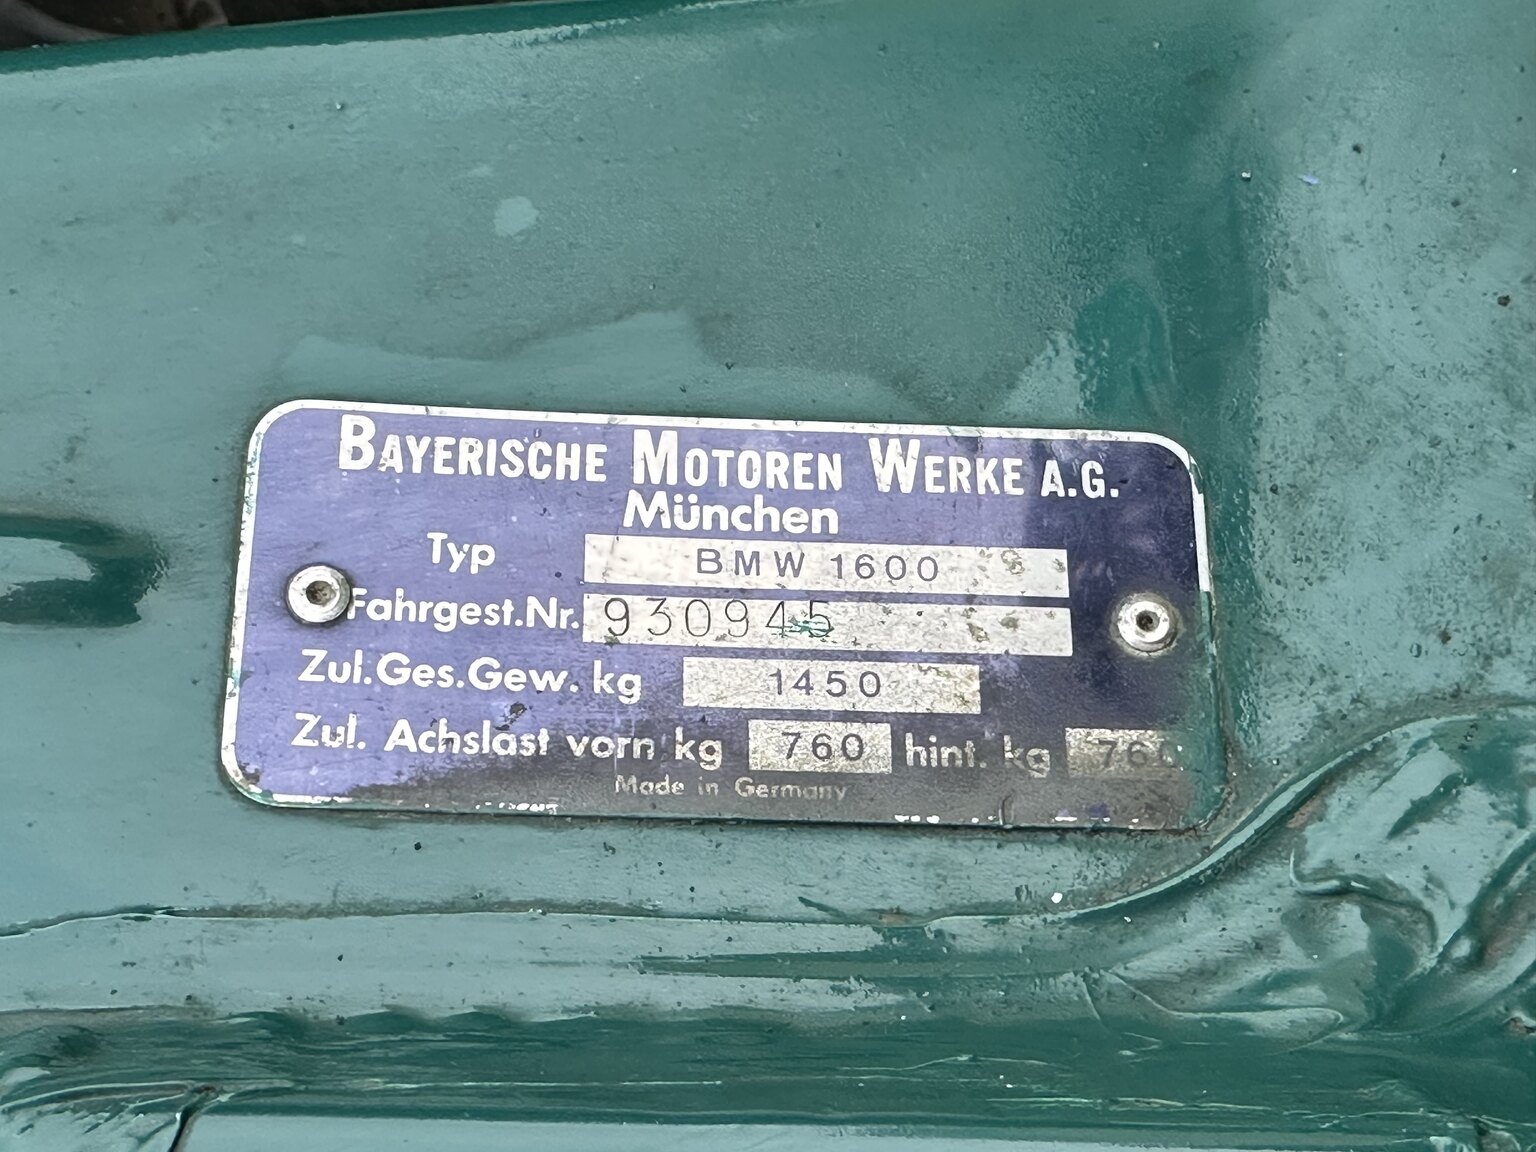 BAYERISCHE MOTOREN WERKE A.G.
München
Typ BMW 1600
Fahrgest.Nr. 930945
Zul.Ges.Gew. kg 1450
Zul. Achslast vorn kg 760 hint. kg 760
Made in Germany